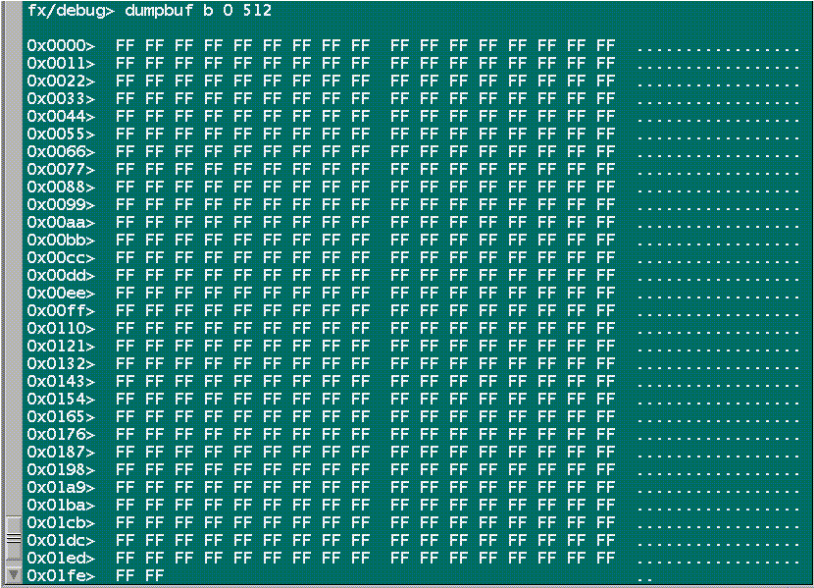 fx/debug> dumpbuf b 0 512
0x0000> FF FF FF FF FF FF FF FF FF FF FF FF FF FF FF FF FF .................
0x0011> FF FF FF FF FF FF FF FF FF FF FF FF FF FF FF FF FF .................
0x0022> FF FF FF FF FF FF FF FF FF FF FF FF FF FF FF FF FF .................
0x0033> FF FF FF FF FF FF FF FF FF FF FF FF FF FF FF FF FF .................
0x0044> FF FF FF FF FF FF FF FF FF FF FF FF FF FF FF FF FF .................
0x0055> FF FF FF FF FF FF FF FF FF FF FF FF FF FF FF FF FF .................
0x0066> FF FF FF FF FF FF FF FF FF FF FF FF FF FF FF FF FF .................
0x0077> FF FF FF FF FF FF FF FF FF FF FF FF FF FF FF FF FF .................
0x0088> FF FF FF FF FF FF FF FF FF FF FF FF FF FF FF FF FF .................
0x0099> FF FF FF FF FF FF FF FF FF FF FF FF FF FF FF FF FF .................
0x00aa> FF FF FF FF FF FF FF FF FF FF FF FF FF FF FF FF FF .................
0x00bb> FF FF FF FF FF FF FF FF FF FF FF FF FF FF FF FF FF .................
0x00cc> FF FF FF FF FF FF FF FF FF FF FF FF FF FF FF FF FF .................
0x00dd> FF FF FF FF FF FF FF FF FF FF FF FF FF FF FF FF FF .................
0x00ee> FF FF FF FF FF FF FF FF FF FF FF FF FF FF FF FF FF .................
0x00ff> FF FF FF FF FF FF FF FF FF FF FF FF FF FF FF FF FF .................
0x0110> FF FF FF FF FF FF FF FF FF FF FF FF FF FF FF FF FF .................
0x0121> FF FF FF FF FF FF FF FF FF FF FF FF FF FF FF FF FF .................
0x0132> FF FF FF FF FF FF FF FF FF FF FF FF FF FF FF FF FF .................
0x0143> FF FF FF FF FF FF FF FF FF FF FF FF FF FF FF FF FF .................
0x0154> FF FF FF FF FF FF FF FF FF FF FF FF FF FF FF FF FF .................
0x0165> FF FF FF FF FF FF FF FF FF FF FF FF FF FF FF FF FF .................
0x0176> FF FF FF FF FF FF FF FF FF FF FF FF FF FF FF FF FF .................
0x0187> FF FF FF FF FF FF FF FF FF FF FF FF FF FF FF FF FF .................
0x0198> FF FF FF FF FF FF FF FF FF FF FF FF FF FF FF FF FF .................
0x01a9> FF FF FF FF FF FF FF FF FF FF FF FF FF FF FF FF FF .................
0x01ba> FF FF FF FF FF FF FF FF FF FF FF FF FF FF FF FF FF .................
0x01cb> FF FF FF FF FF FF FF FF FF FF FF FF FF FF FF FF FF .................
0x01dc> FF FF FF FF FF FF FF FF FF FF FF FF FF FF FF FF FF .................
0x01ed> FF FF FF FF FF FF FF FF FF FF FF FF FF FF FF FF FF .................
0x01fe> FF FF ..